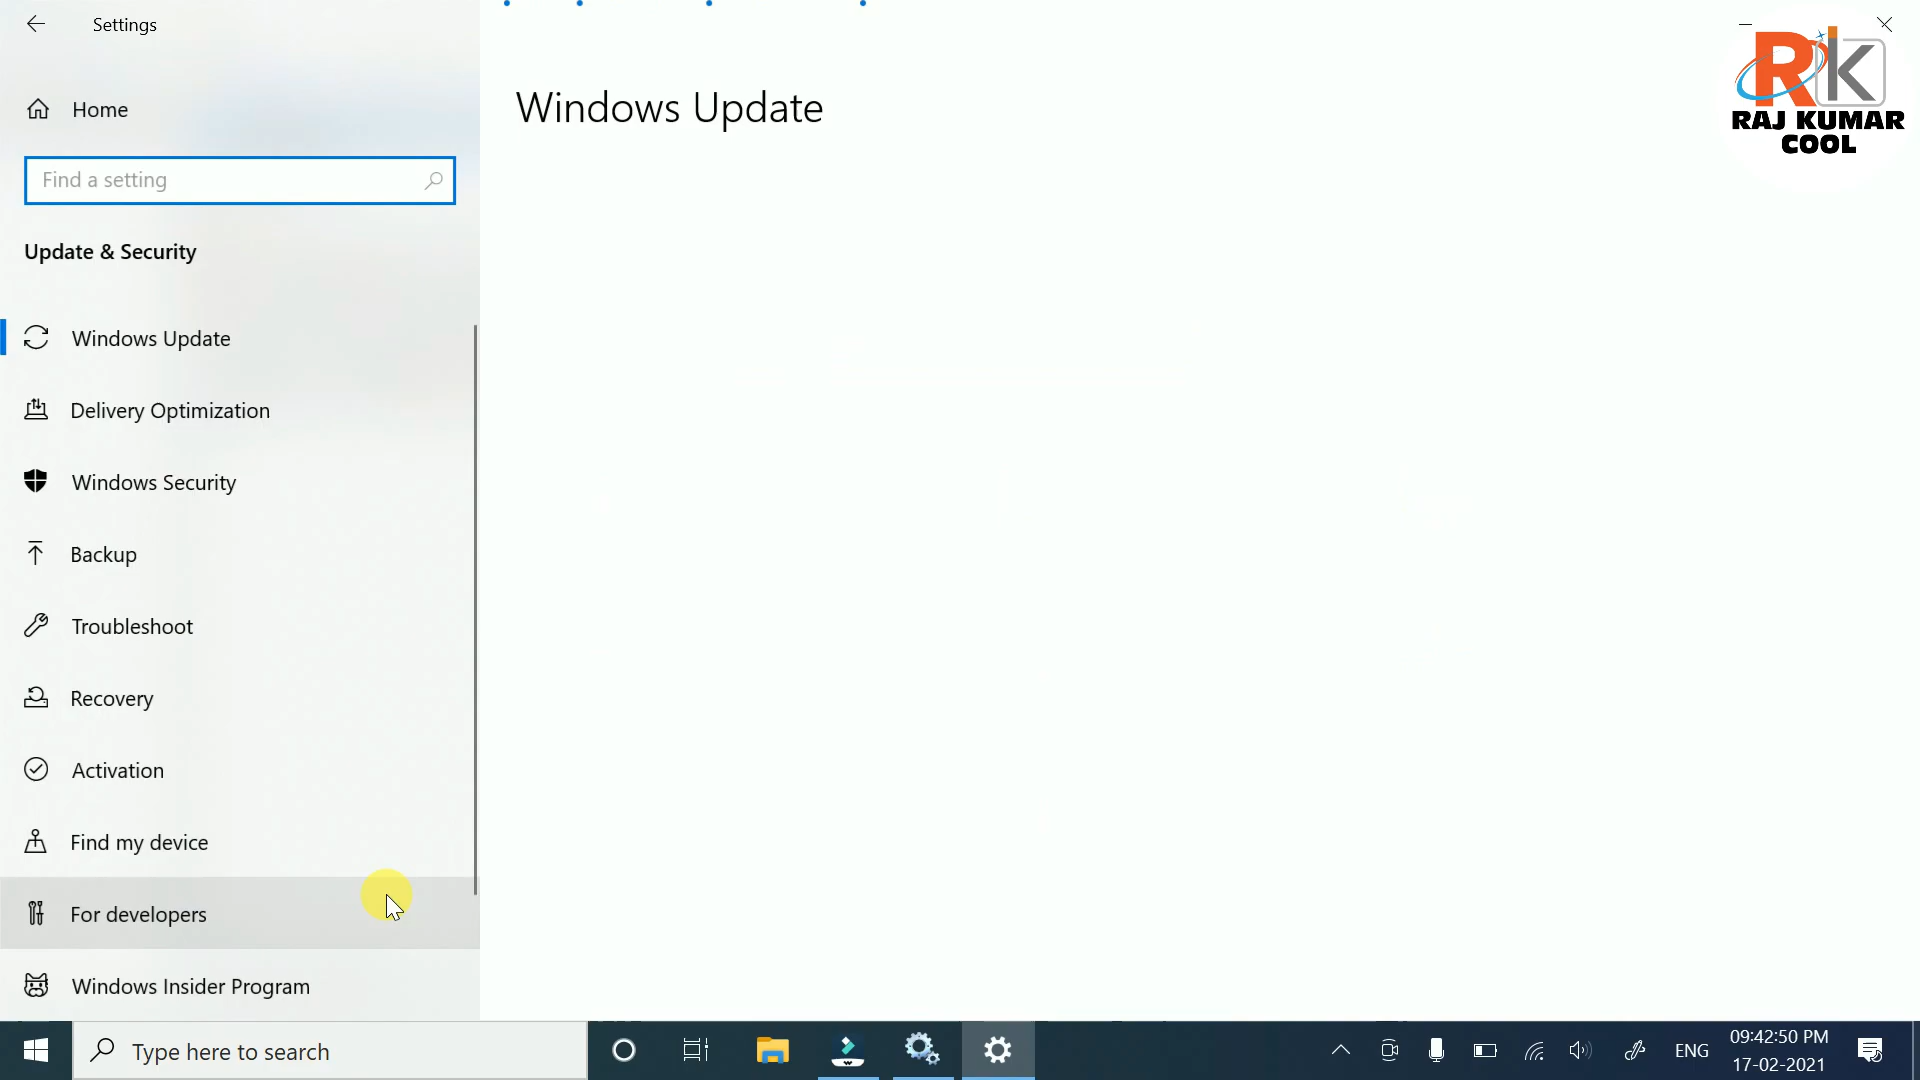 Settings
Home
Find a setting
Update & Security
Windows Update
Delivery Optimization
Windows Security
Backup
Troubleshoot
Recovery
Activation
Find my device
For developers
Windows Insider Program
Windows Update
RK
RAJ KUMAR
COOL
Type here to search
ENG
09:42:50 PM
17-02-2021